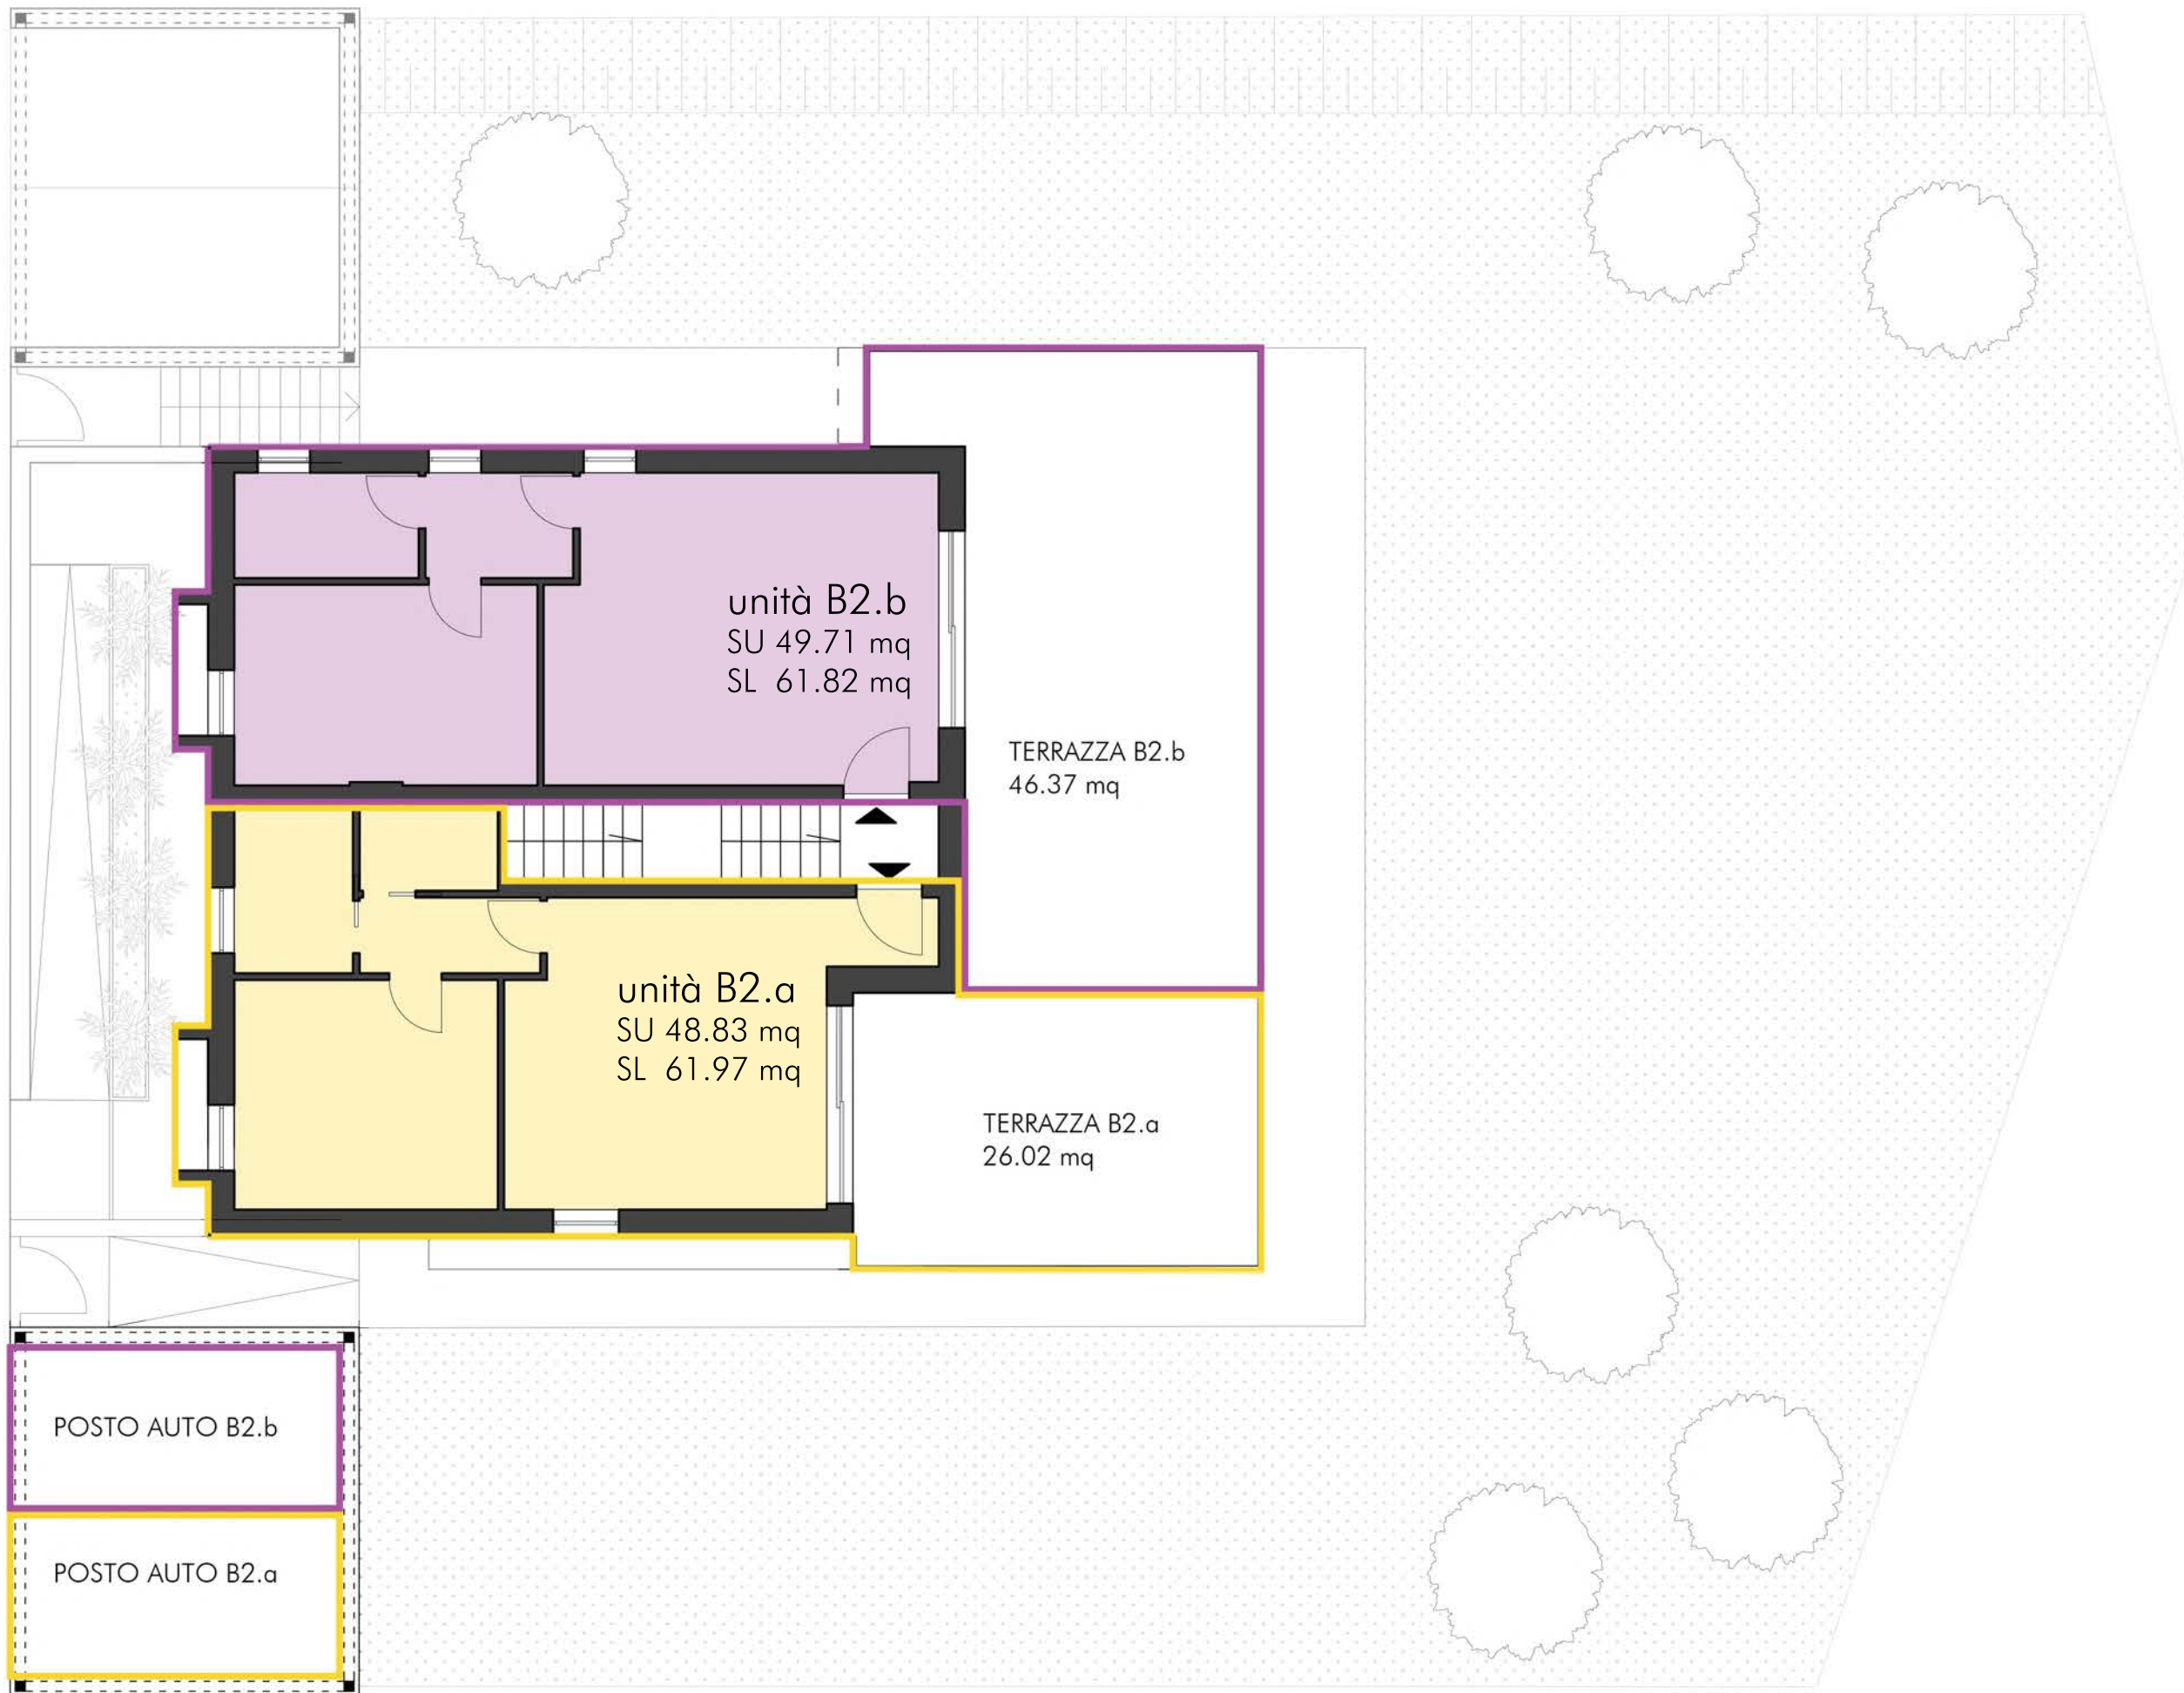 unità B2.b
SU 49.71 mq
SL 61.82 mq
TERRAZZA B2.b
46.37 mq
unità B2.a
SU 48.83 mq
SL 61.97 mq
TERRAZZA B2.a
26.02 mq
POSTO AUTO B2.b
POSTO AUTO B2.a